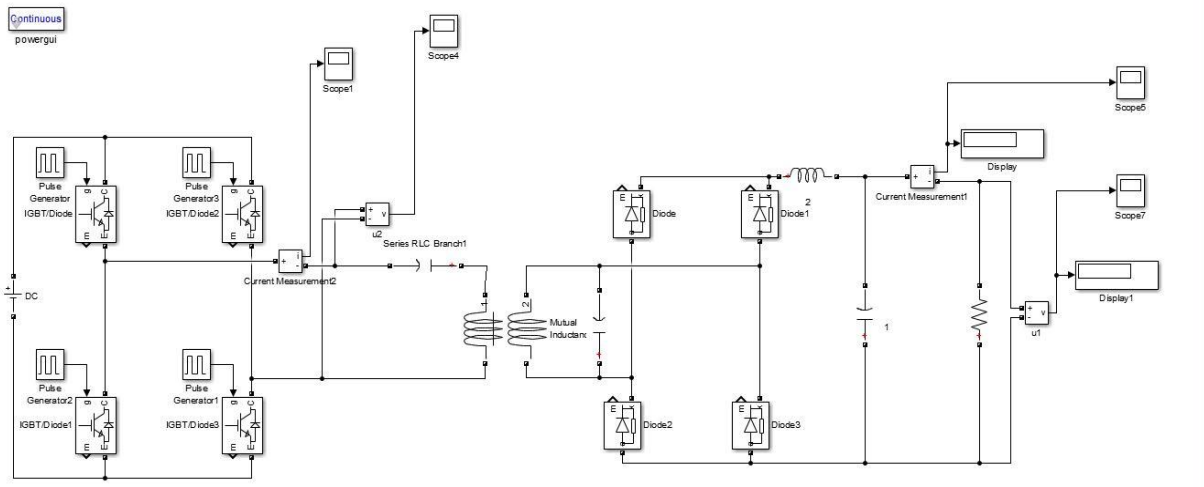 Continuous
powergui
Scope4
Scope1
Scope5
Display
Pulse
Generator
IGBT/Diode
g
C
E
m
Pulse
Generator3
IGBT/Diode2
g
C
E
m
+
-
v
u2
Series RLC Branch1
+
-
i
Current Measurement2
m
Diode
m
Diode1
2
+
-
i
Current Measurement1
Scope7
Display1
+
DC
1
2
Mutual
Inductanc
1
+
-
v
u1
Pulse
Generator2
IGBT/Diode1
g
C
E
m
Pulse
Generator1
IGBT/Diode3
g
C
E
m
m
Diode2
m
Diode3